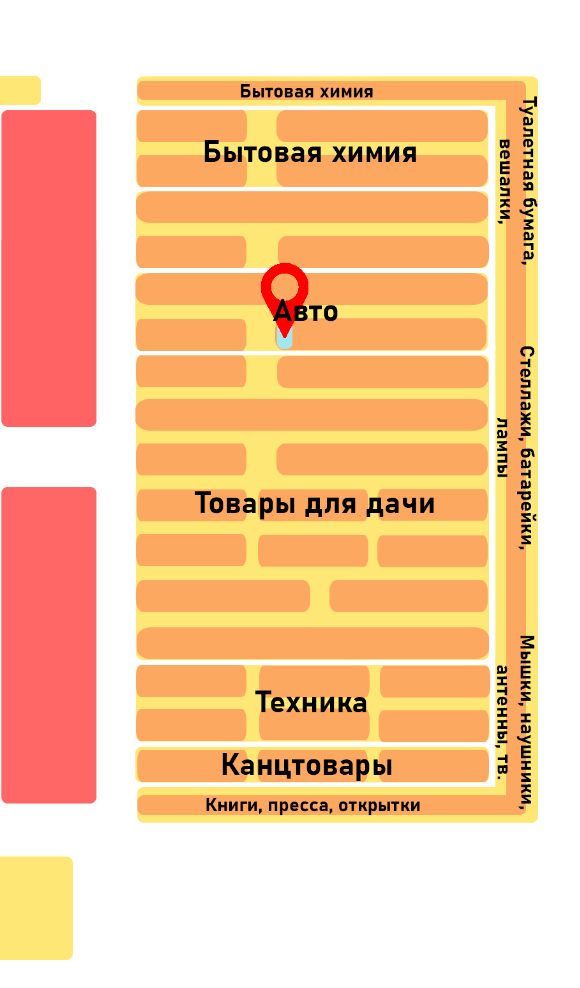 Бытовая химия
Бытовая химия
Туалетная бумага,
вешалки,
Авто
Стеллажи, батарейки,
лампы
Товары для дачи
Мышки, наушники,
антенны, тв.
Техника
Канцтовары
Книги, пресса, открытки